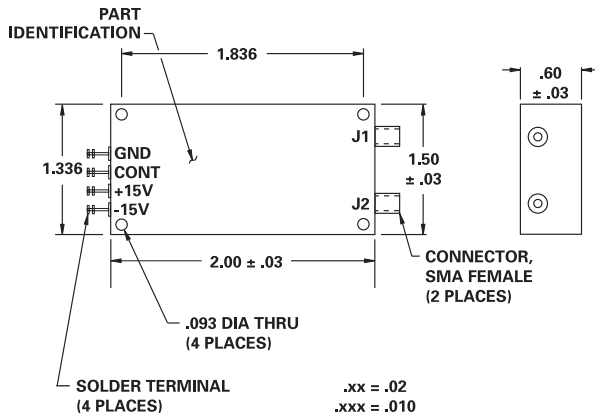 PART
IDENTIFICATION
1.836
.60
± .03
J1
GND
CONT
+15V
-15V
1.336
1.50
± .03
J2
2.00 ± .03
CONNECTOR,
SMA FEMALE
(2 PLACES)
.093 DIA THRU
(4 PLACES)
SOLDER TERMINAL
(4 PLACES)
.xx = .02
.xxx = .010